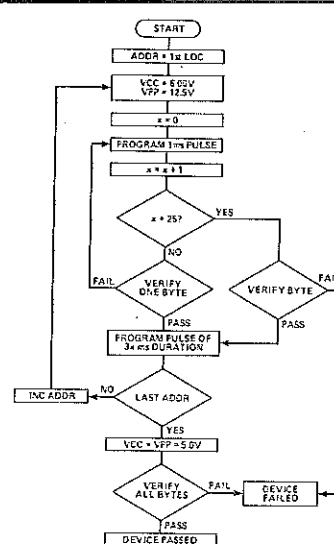 START
ADDR = 1st LOC
VCC = 6.00V
VPP = 12.5V
x = 0
PROGRAM 1ms PULSE
x = x + 1
x = 25?
YES
NO
FAIL
VERIFY
ONE BYTE
VERIFY BYTE
FAIL
PASS
PASS
PROGRAM PULSE OF
3x ms DURATION
INC ADDR
NO
LAST ADDR
YES
VCC = VPP = 5.0V
VERIFY
ALL BYTES
FAIL
DEVICE
FAILED
PASS
DEVICE PASSED